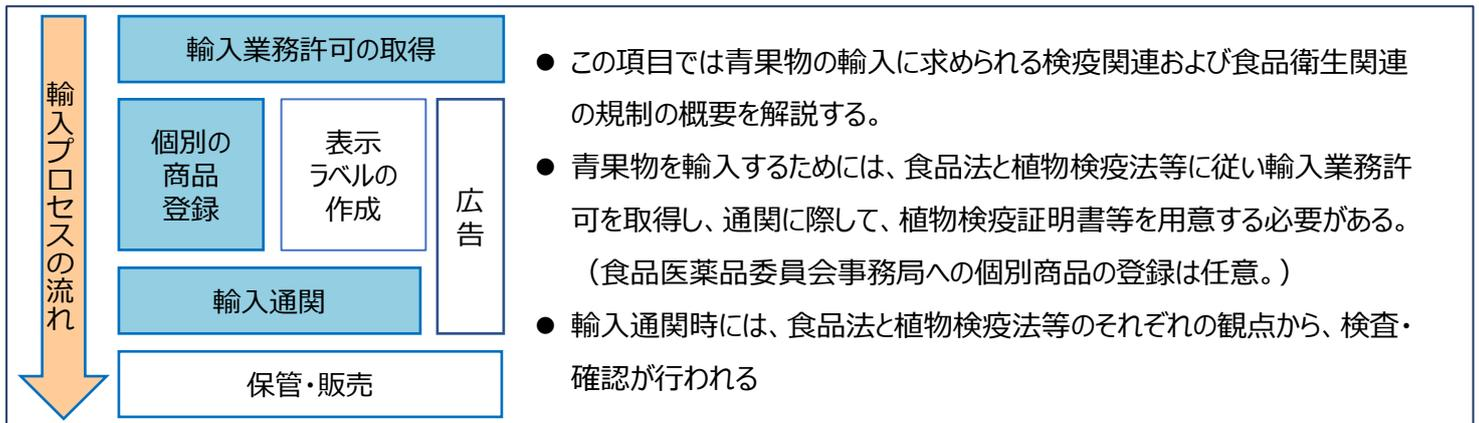 輸入プロセスの流れ
輸入業務許可の取得
個別の
商品
登録
表示
ラベルの
作成
広告
輸入通関
保管・販売
● この項目では青果物の輸入に求められる検疫関連および食品衛生関連
の規制の概要を解説する。
● 青果物を輸入するためには、食品法と植物検疫法等に従い輸入業務許
可を取得し、通関に際して、植物検疫証明書等を用意する必要がある。
（食品医薬品委員会事務局への個別商品の登録は任意。）
● 輸入通関時には、食品法と植物検疫法等のそれぞれの観点から、検査・
確認が行われる